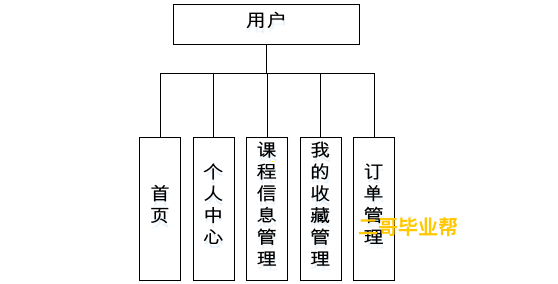 用户
首页
个人中心
课程信息管理
我的收藏管理
订单管理
二哥毕业帮